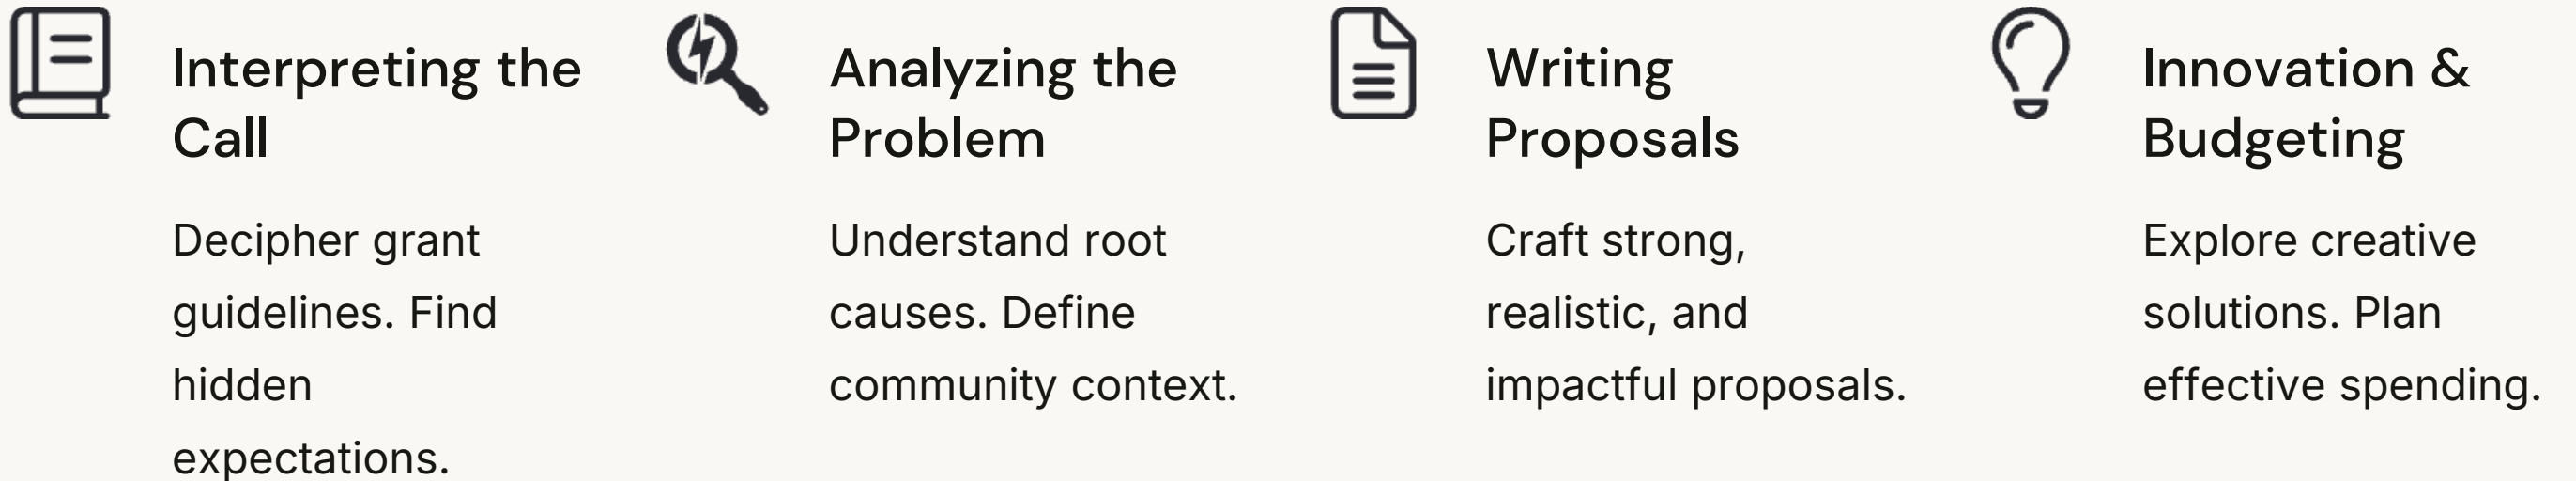 Interpreting the
Call
Decipher grant
guidelines. Find
hidden
expectations.
Analyzing the
Problem
Understand root
causes. Define
community context.
Writing
Proposals
Craft strong,
realistic, and
impactful proposals.
Innovation &
Budgeting
Explore creative
solutions. Plan
effective spending.